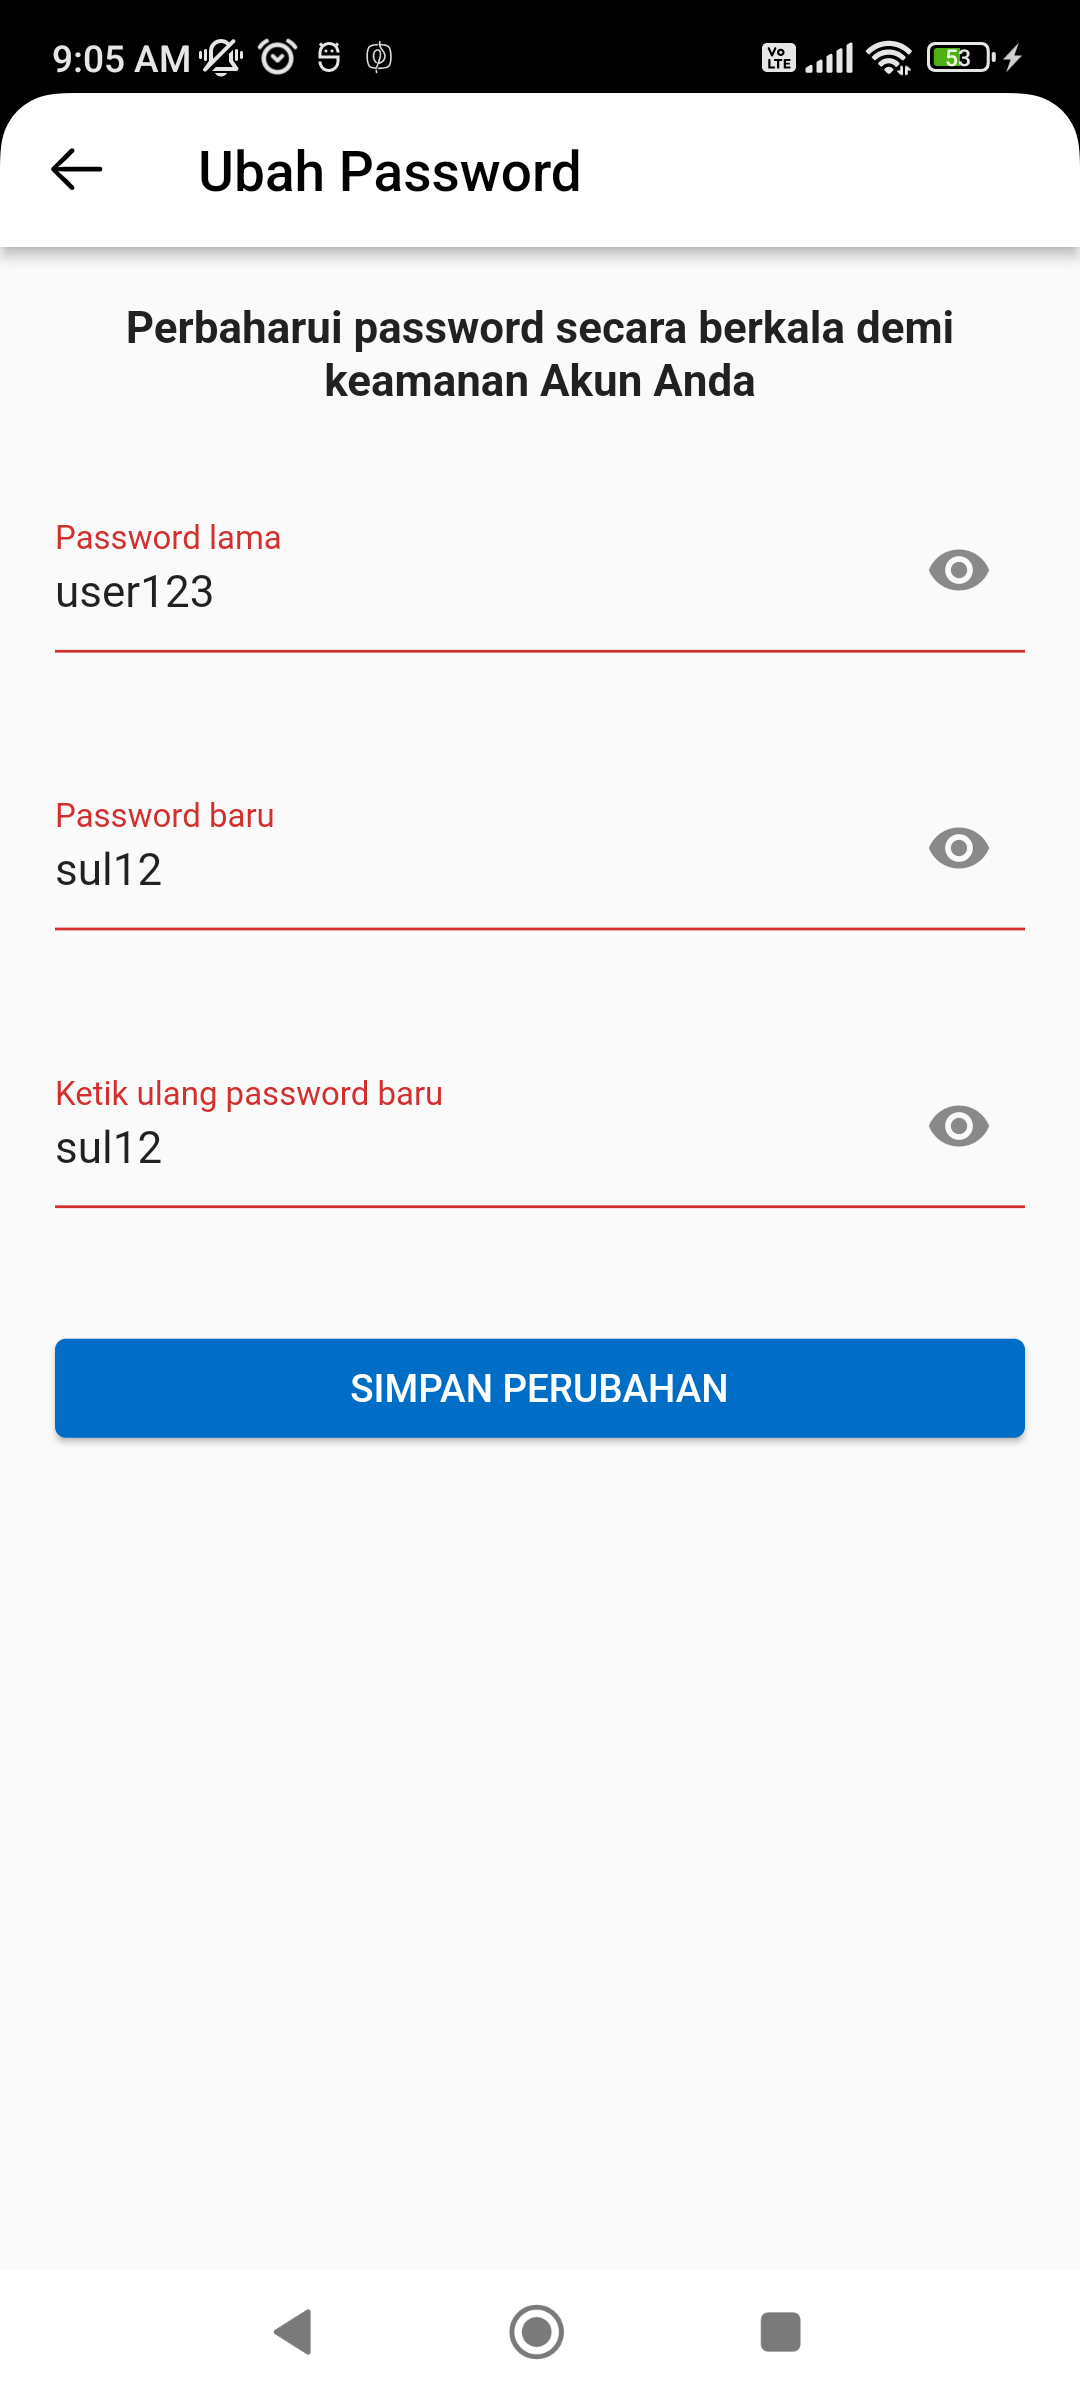 9:05 AM
Vo LTE
53
Ubah Password
Perbaharui password secara berkala demi
keamanan Akun Anda
Password lama
user123
Password baru
sul12
Ketik ulang password baru
sul12
SIMPAN PERUBAHAN